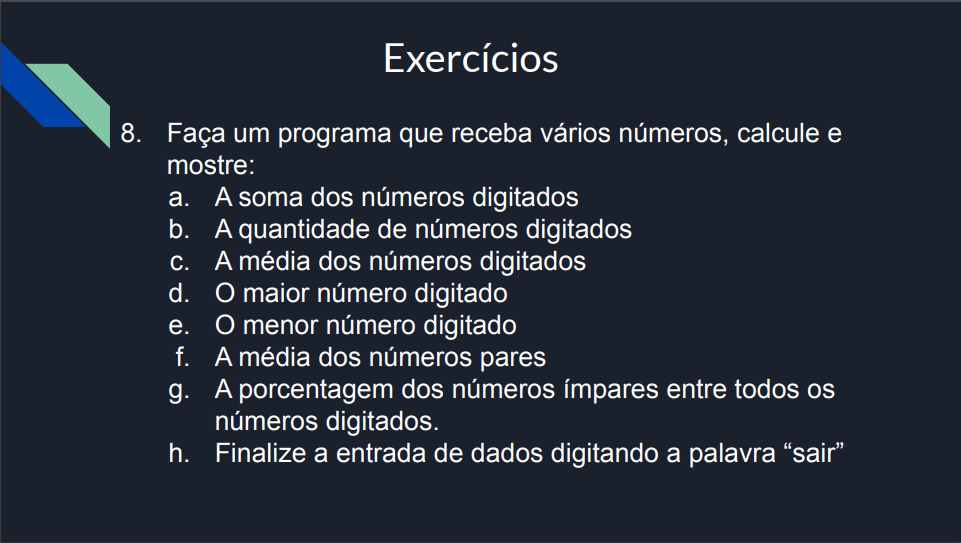 Exercícios
8. Faça um programa que receba vários números, calcule e
mostre:
a. A soma dos números digitados
b. A quantidade de números digitados
c. A média dos números digitados
d. O maior número digitado
e. O menor número digitado
f. A média dos números pares
g. A porcentagem dos números ímpares entre todos os
números digitados.
h. Finalize a entrada de dados digitando a palavra “sair”